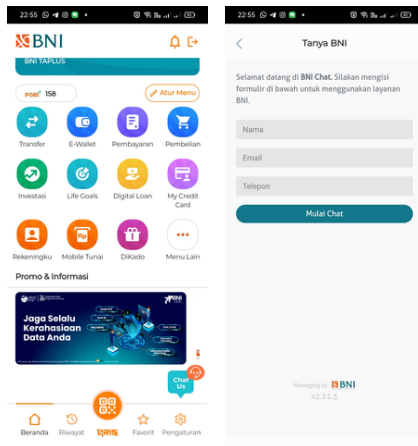 22:55
BNI
BNI TAPLUS
POIN 158
Atur Menu
Transfer
E-Wallet
Pembayaran
Pembelian
Investasi
Life Goals
Digital Loan
My Credit
Card
Rekeningku
Mobile Tunai
DiKado
Menu Lain
Promo & Informasi
BNI
Jaga Selalu
Kerahasiaan
Data Anda
Chat
Us
Beranda
Riwayat
QRIS
Favorit
Pengaturan
22:55
Tanya BNI
Selamat datang di BNI Chat. Silakan mengisi
formulir di bawah untuk menggunakan layanan
BNI.
Nama
Email
Telepon
Mulai Chat
Messaging by BNI
v2.21.5